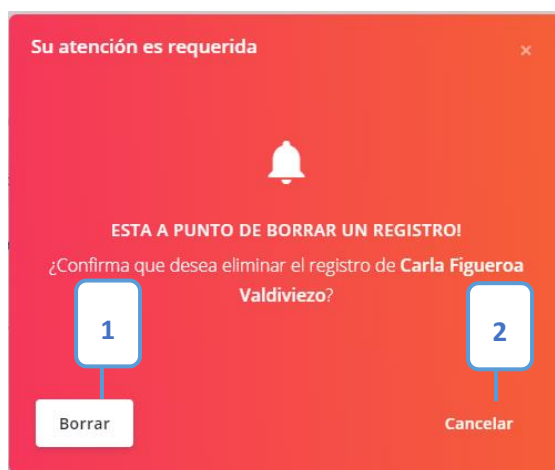 Su atención es requerida
×
ESTA A PUNTO DE BORRAR UN REGISTRO!
¿Confirma que desea eliminar el registro de Carla Figueroa
Valdiviezo?
1
2
Borrar
Cancelar